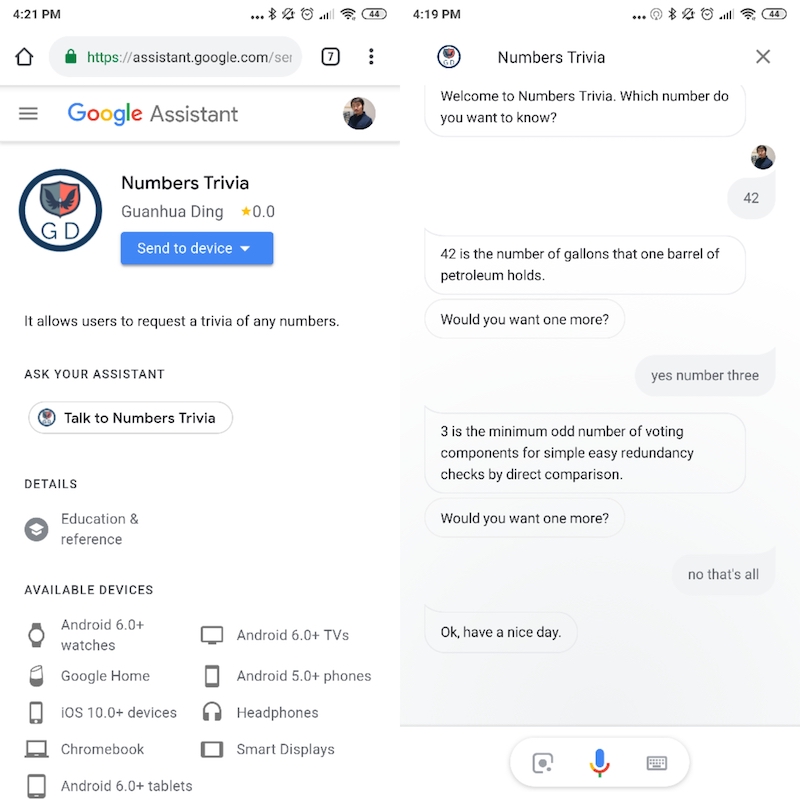 4:21 PM
44
https://assistant.google.com/ser
7
Google Assistant
GD
Numbers Trivia
Guanhua Ding ★0.0
Send to device
It allows users to request a trivia of any numbers.
ASK YOUR ASSISTANT
Talk to Numbers Trivia
DETAILS
Education &
reference
AVAILABLE DEVICES
Android 6.0+
watches
Android 6.0+ TVs
Google Home
Android 5.0+ phones
iOS 10.0+ devices
Headphones
Chromebook
Smart Displays
Android 6.0+ tablets
4:19 PM
44
GD
Numbers Trivia
Welcome to Numbers Trivia. Which number do
you want to know?
42
42 is the number of gallons that one barrel of
petroleum holds.
Would you want one more?
yes number three
3 is the minimum odd number of voting
components for simple easy redundancy
checks by direct comparison.
Would you want one more?
no that's all
Ok, have a nice day.